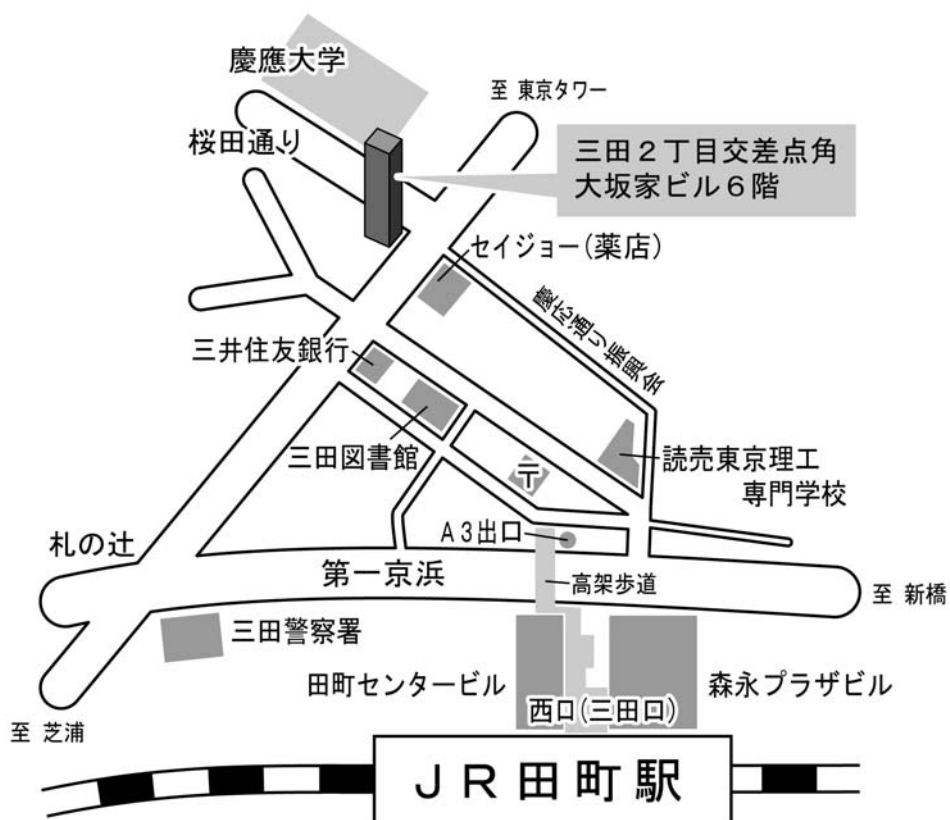 慶應大学
至 東京タワー
桜田通り
三田２丁目交差点角
大坂家ビル６階
セイジョー(薬店)
慶応通り振興会
三井住友銀行
三田図書館
〒
読売東京理工
専門学校
A3出口
札の辻
第一京浜
高架歩道
至 新橋
三田警察署
田町センタービル
森永プラザビル
西口(三田口)
至 芝浦
JR田町駅